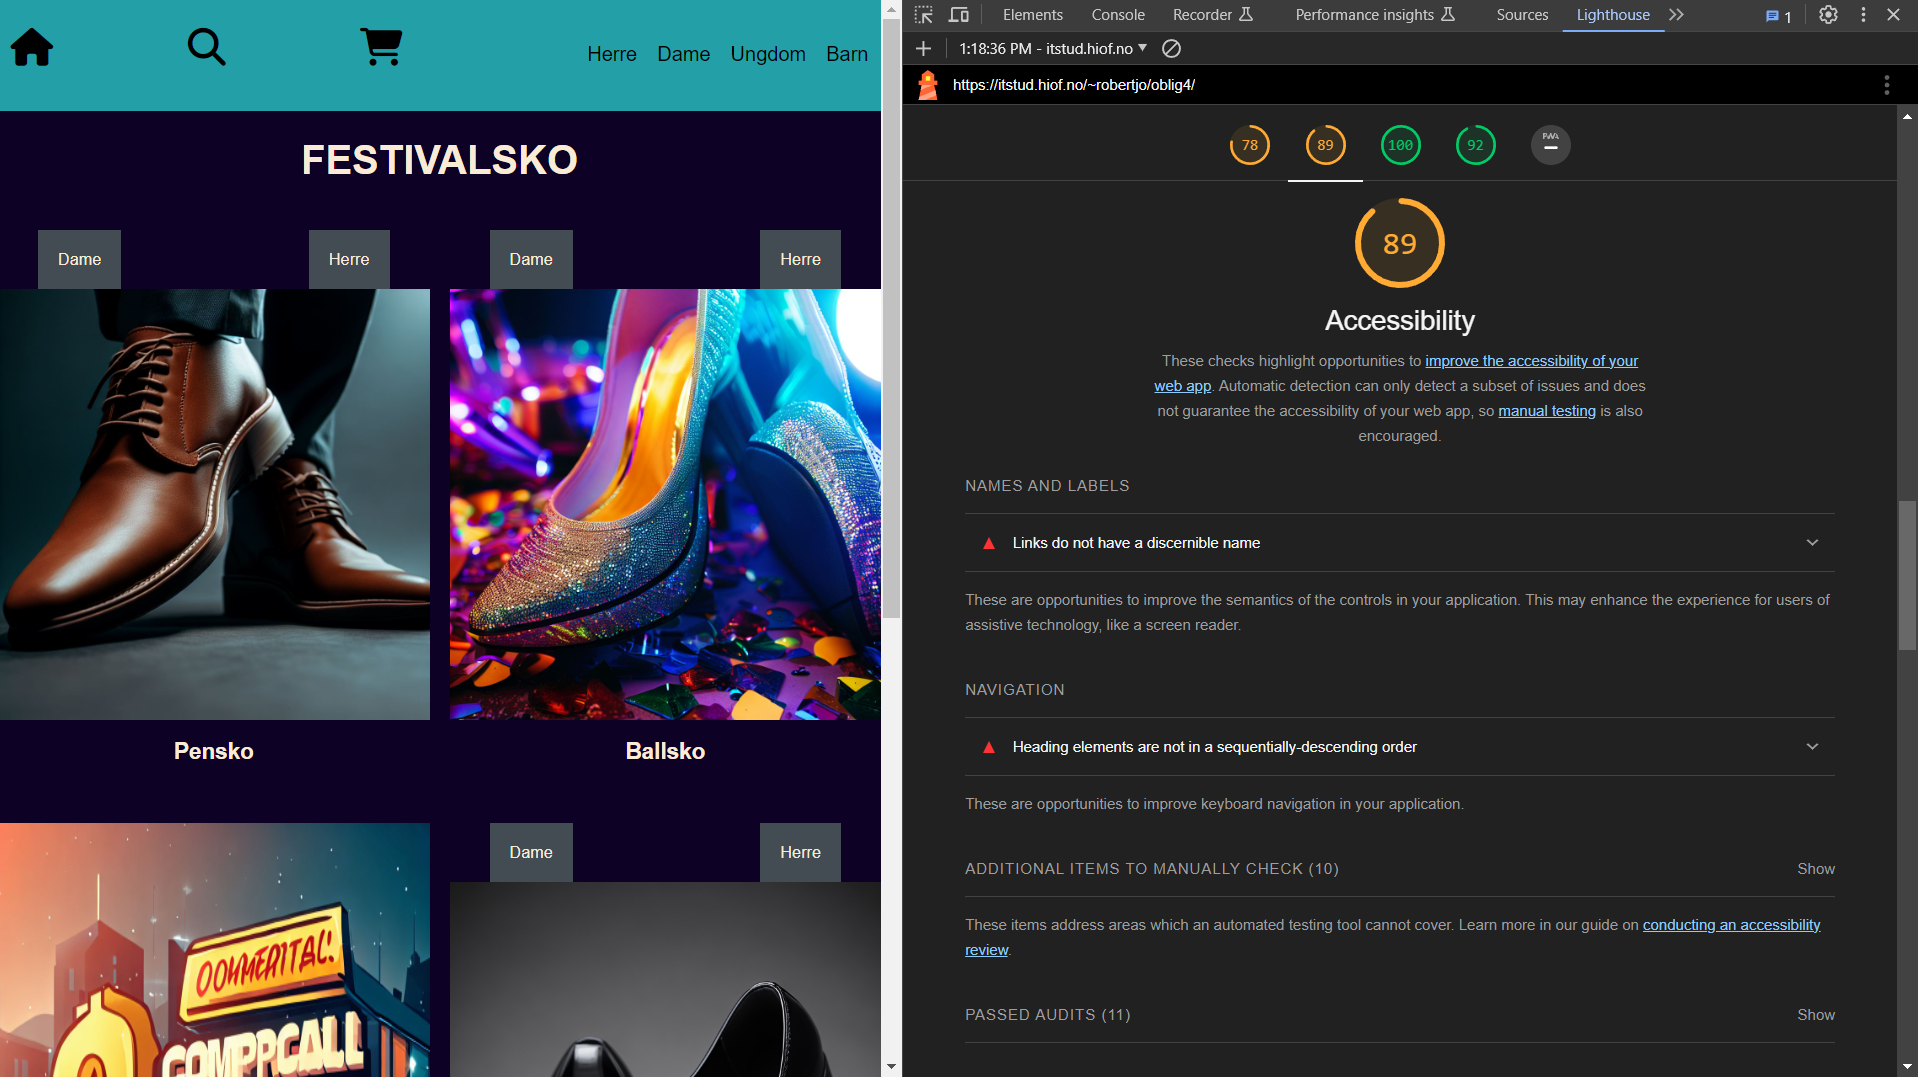 Herre Dame Ungdom Barn
FESTIVALSKO
Dame Herre Dame Herre
Pensko Ballsko
Dame Herre
Elements Console Recorder Performance insights Sources Lighthouse 1
1:18:36 PM - itstud.hiof.no
https://itstud.hiof.no/~robertjo/oblig4/
78 89 100 92 PWA
89
Accessibility
These checks highlight opportunities to improve the accessibility of your
web app. Automatic detection can only detect a subset of issues and does
not guarantee the accessibility of your web app, so manual testing is also
encouraged.
NAMES AND LABELS
Links do not have a discernible name
These are opportunities to improve the semantics of the controls in your application. This may enhance the experience for users of
assistive technology, like a screen reader.
NAVIGATION
Heading elements are not in a sequentially-descending order
These are opportunities to improve keyboard navigation in your application.
ADDITIONAL ITEMS TO MANUALLY CHECK (10) Show
These items address areas which an automated testing tool cannot cover. Learn more in our guide on conducting an accessibility
review.
PASSED AUDITS (11) Show